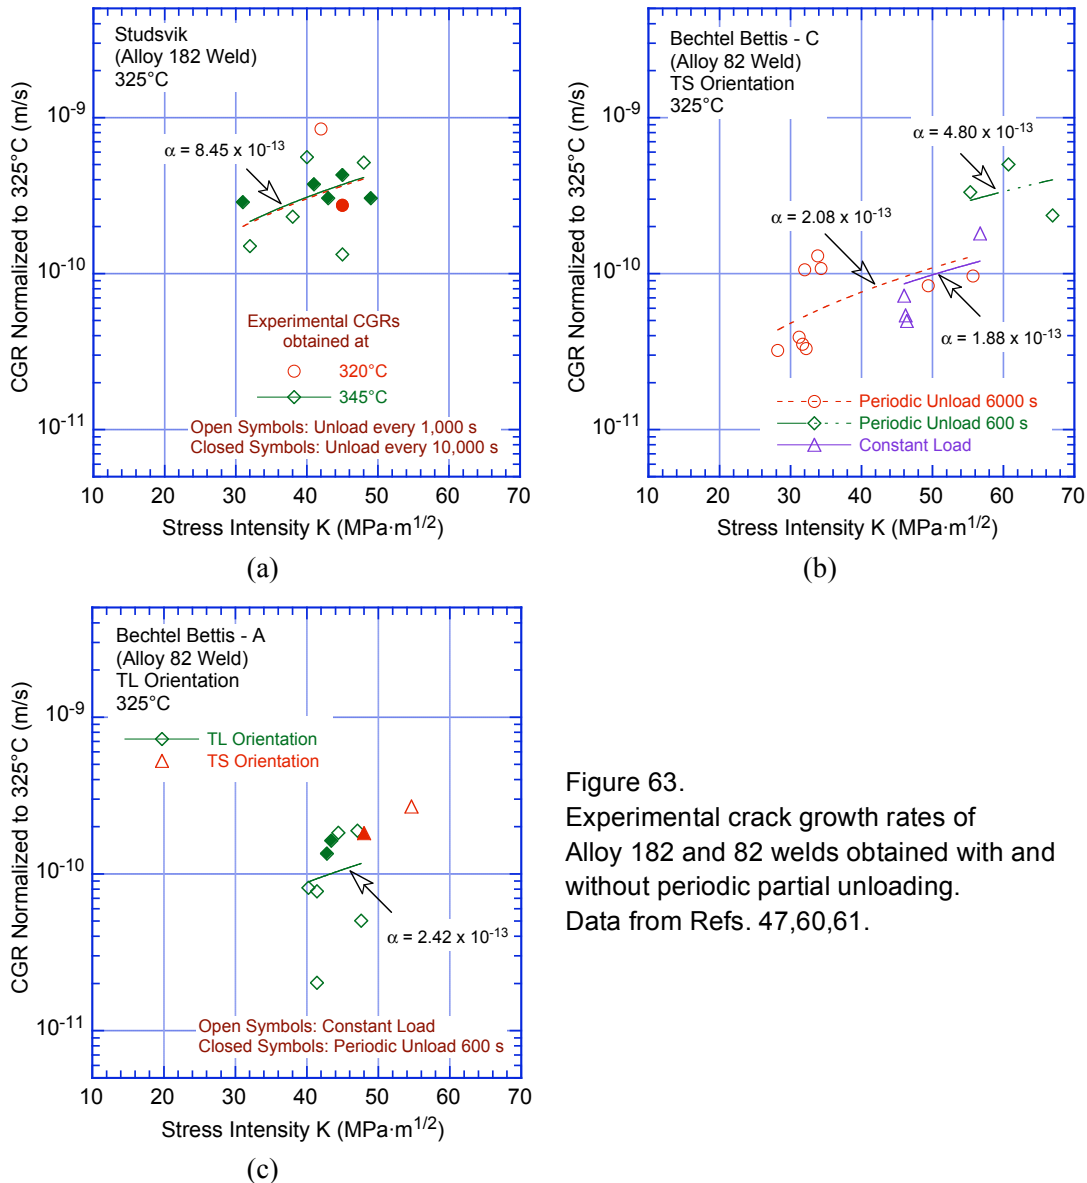 Studsvik
(Alloy 182 Weld)
325°C
CGR Normalized to 325°C (m/s)
10⁻⁹
10⁻¹⁰
10⁻¹¹
α = 8.45 x 10⁻¹³
Experimental CGRs
obtained at
320°C
345°C
Open Symbols: Unload every 1,000 s
Closed Symbols: Unload every 10,000 s
10 20 30 40 50 60 70
Stress Intensity K (MPa·m¹/²)
(a)
Bechtel Bettis - C
(Alloy 82 Weld)
TS Orientation
325°C
CGR Normalized to 325°C (m/s)
10⁻⁹
10⁻¹⁰
10⁻¹¹
α = 4.80 x 10⁻¹³
α = 2.08 x 10⁻¹³
α = 1.88 x 10⁻¹³
Periodic Unload 6000 s
Periodic Unload 600 s
Constant Load
10 20 30 40 50 60 70
Stress Intensity K (MPa·m¹/²)
(b)
Bechtel Bettis - A
(Alloy 82 Weld)
TL Orientation
325°C
CGR Normalized to 325°C (m/s)
10⁻⁹
10⁻¹⁰
10⁻¹¹
TL Orientation
TS Orientation
α = 2.42 x 10⁻¹³
Open Symbols: Constant Load
Closed Symbols: Periodic Unload 600 s
10 20 30 40 50 60 70
Stress Intensity K (MPa·m¹/²)
(c)
Figure 63.
Experimental crack growth rates of
Alloy 182 and 82 welds obtained with and
without periodic partial unloading.
Data from Refs. 47,60,61.